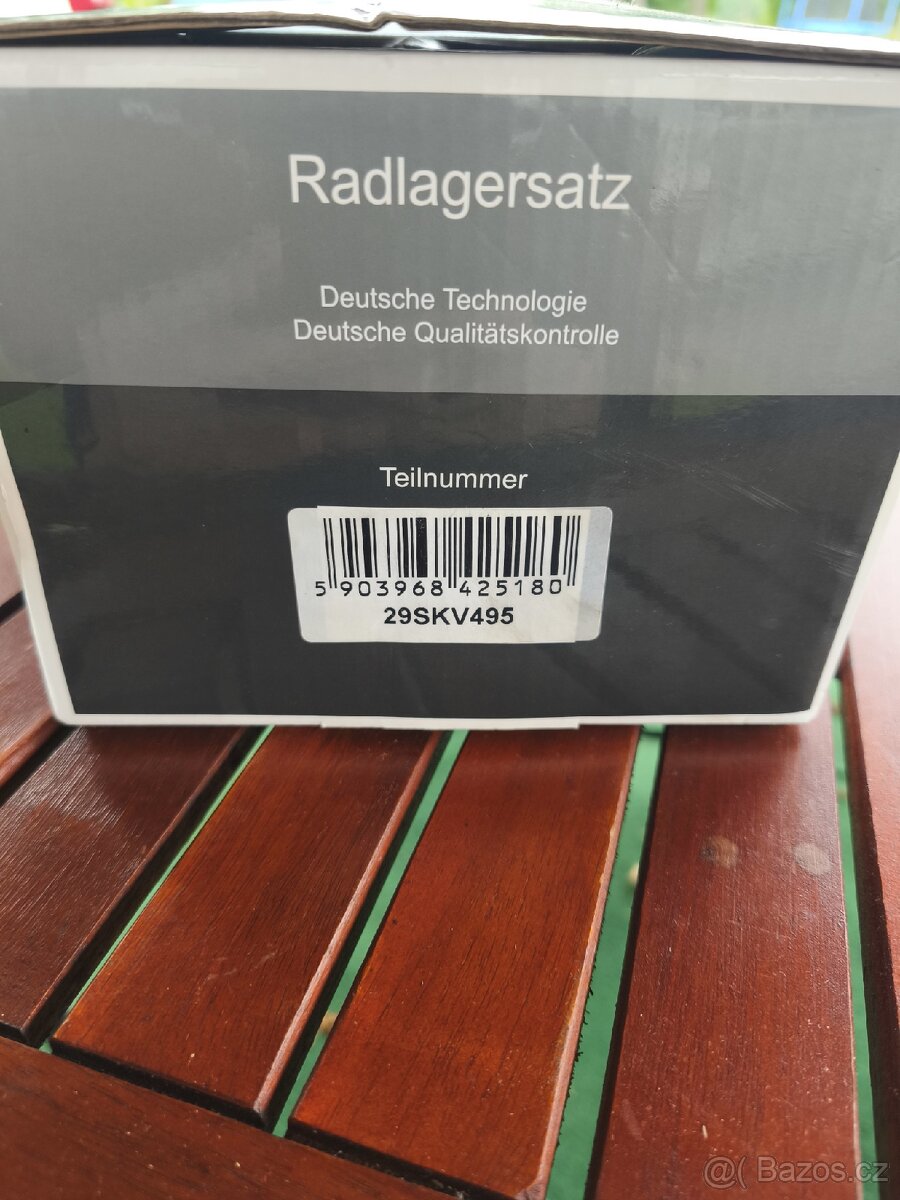 Radlagersatz
Deutsche Technologie
Deutsche Qualitätskontrolle
Teilnummer
5 903968 425180
29SKV495
@( Bazos.cz